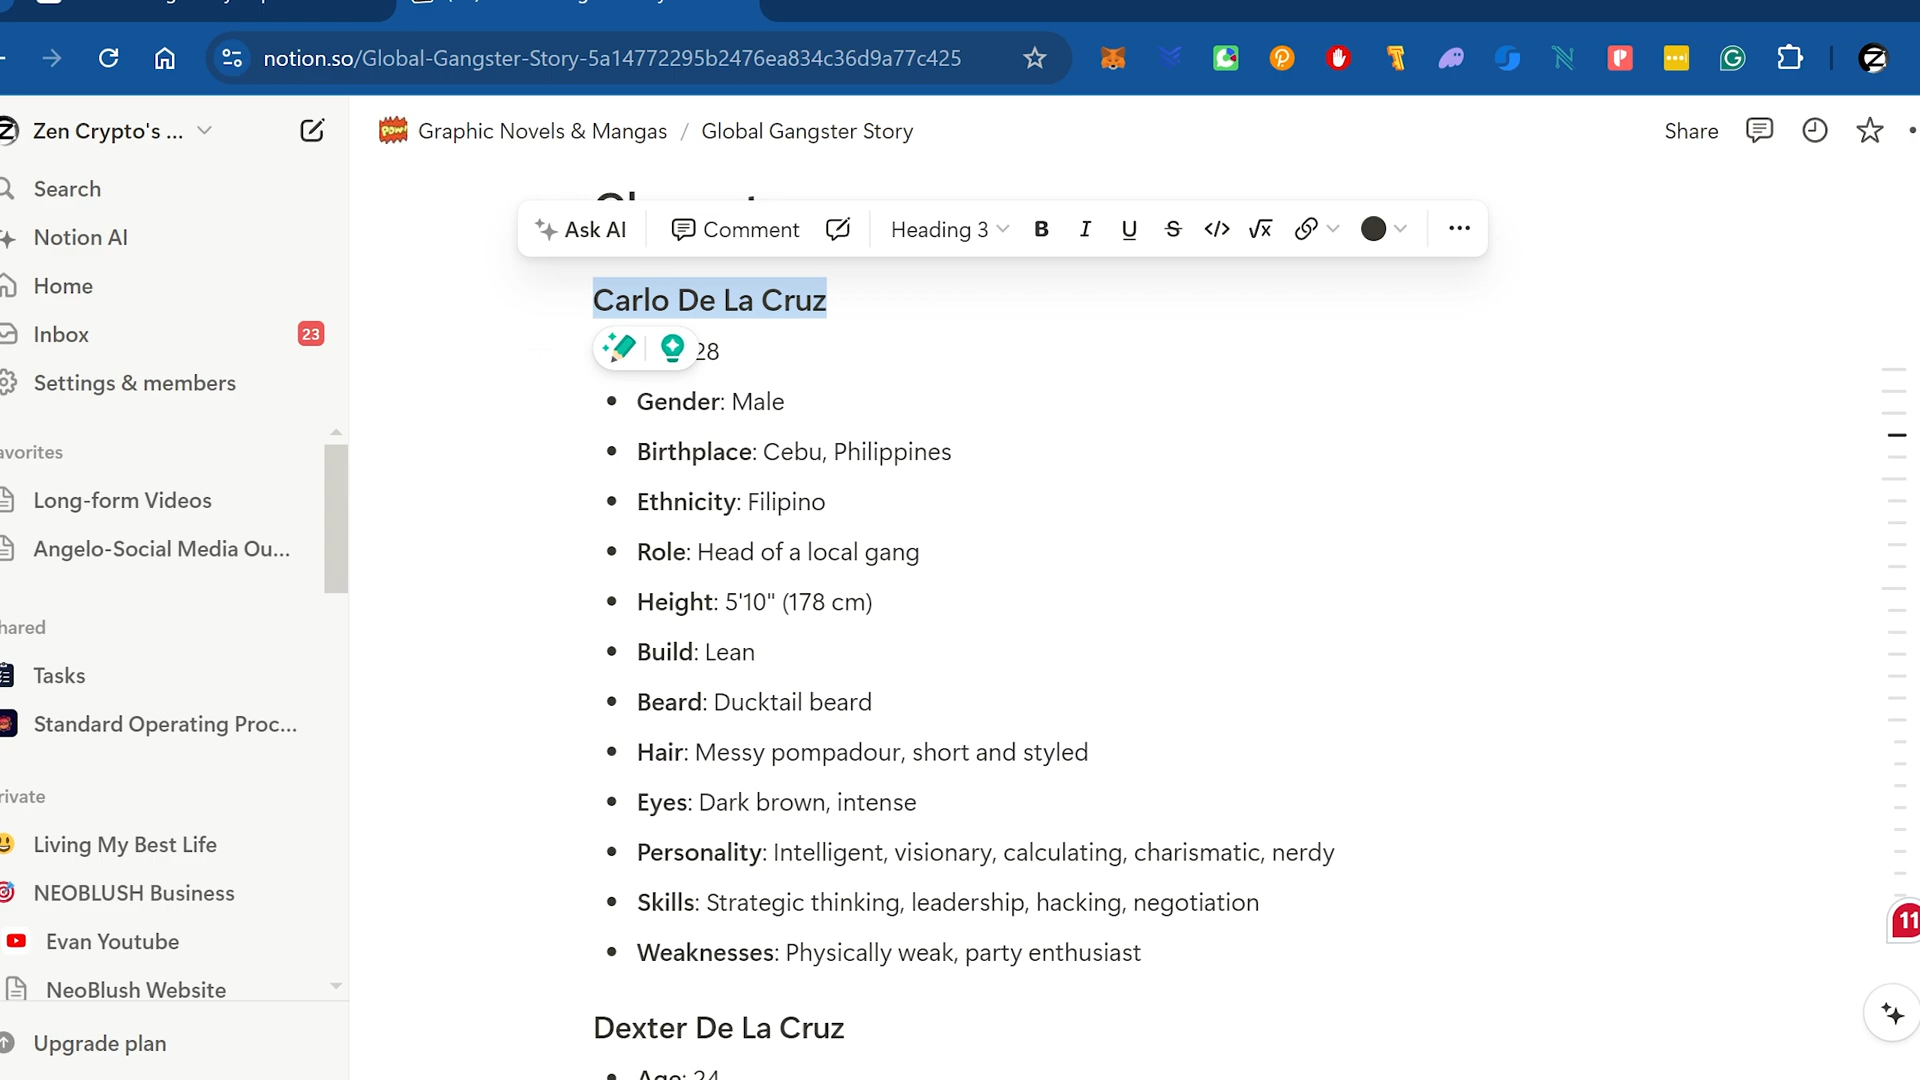 notion.so/Global-Gangster-Story-5a14772295b2476ea834c36d9a77c425
Zen Crypto's ...
Graphic Novels & Mangas / Global Gangster Story
Share
Search
Notion AI
Home
Inbox
23
Settings & members
Long-form Videos
Angelo-Social Media Ou...
Tasks
Standard Operating Proc...
Living My Best Life
NEOBLUSH Business
Evan Youtube
NeoBlush Website
Upgrade plan
Ask AI
Comment
Heading 3
B
I
U
S
</>
√x
Carlo De La Cruz
28
• Gender: Male
• Birthplace: Cebu, Philippines
• Ethnicity: Filipino
• Role: Head of a local gang
• Height: 5'10" (178 cm)
• Build: Lean
• Beard: Ducktail beard
• Hair: Messy pompadour, short and styled
• Eyes: Dark brown, intense
• Personality: Intelligent, visionary, calculating, charismatic, nerdy
• Skills: Strategic thinking, leadership, hacking, negotiation
• Weaknesses: Physically weak, party enthusiast
Dexter De La Cruz
• Age: 24
11